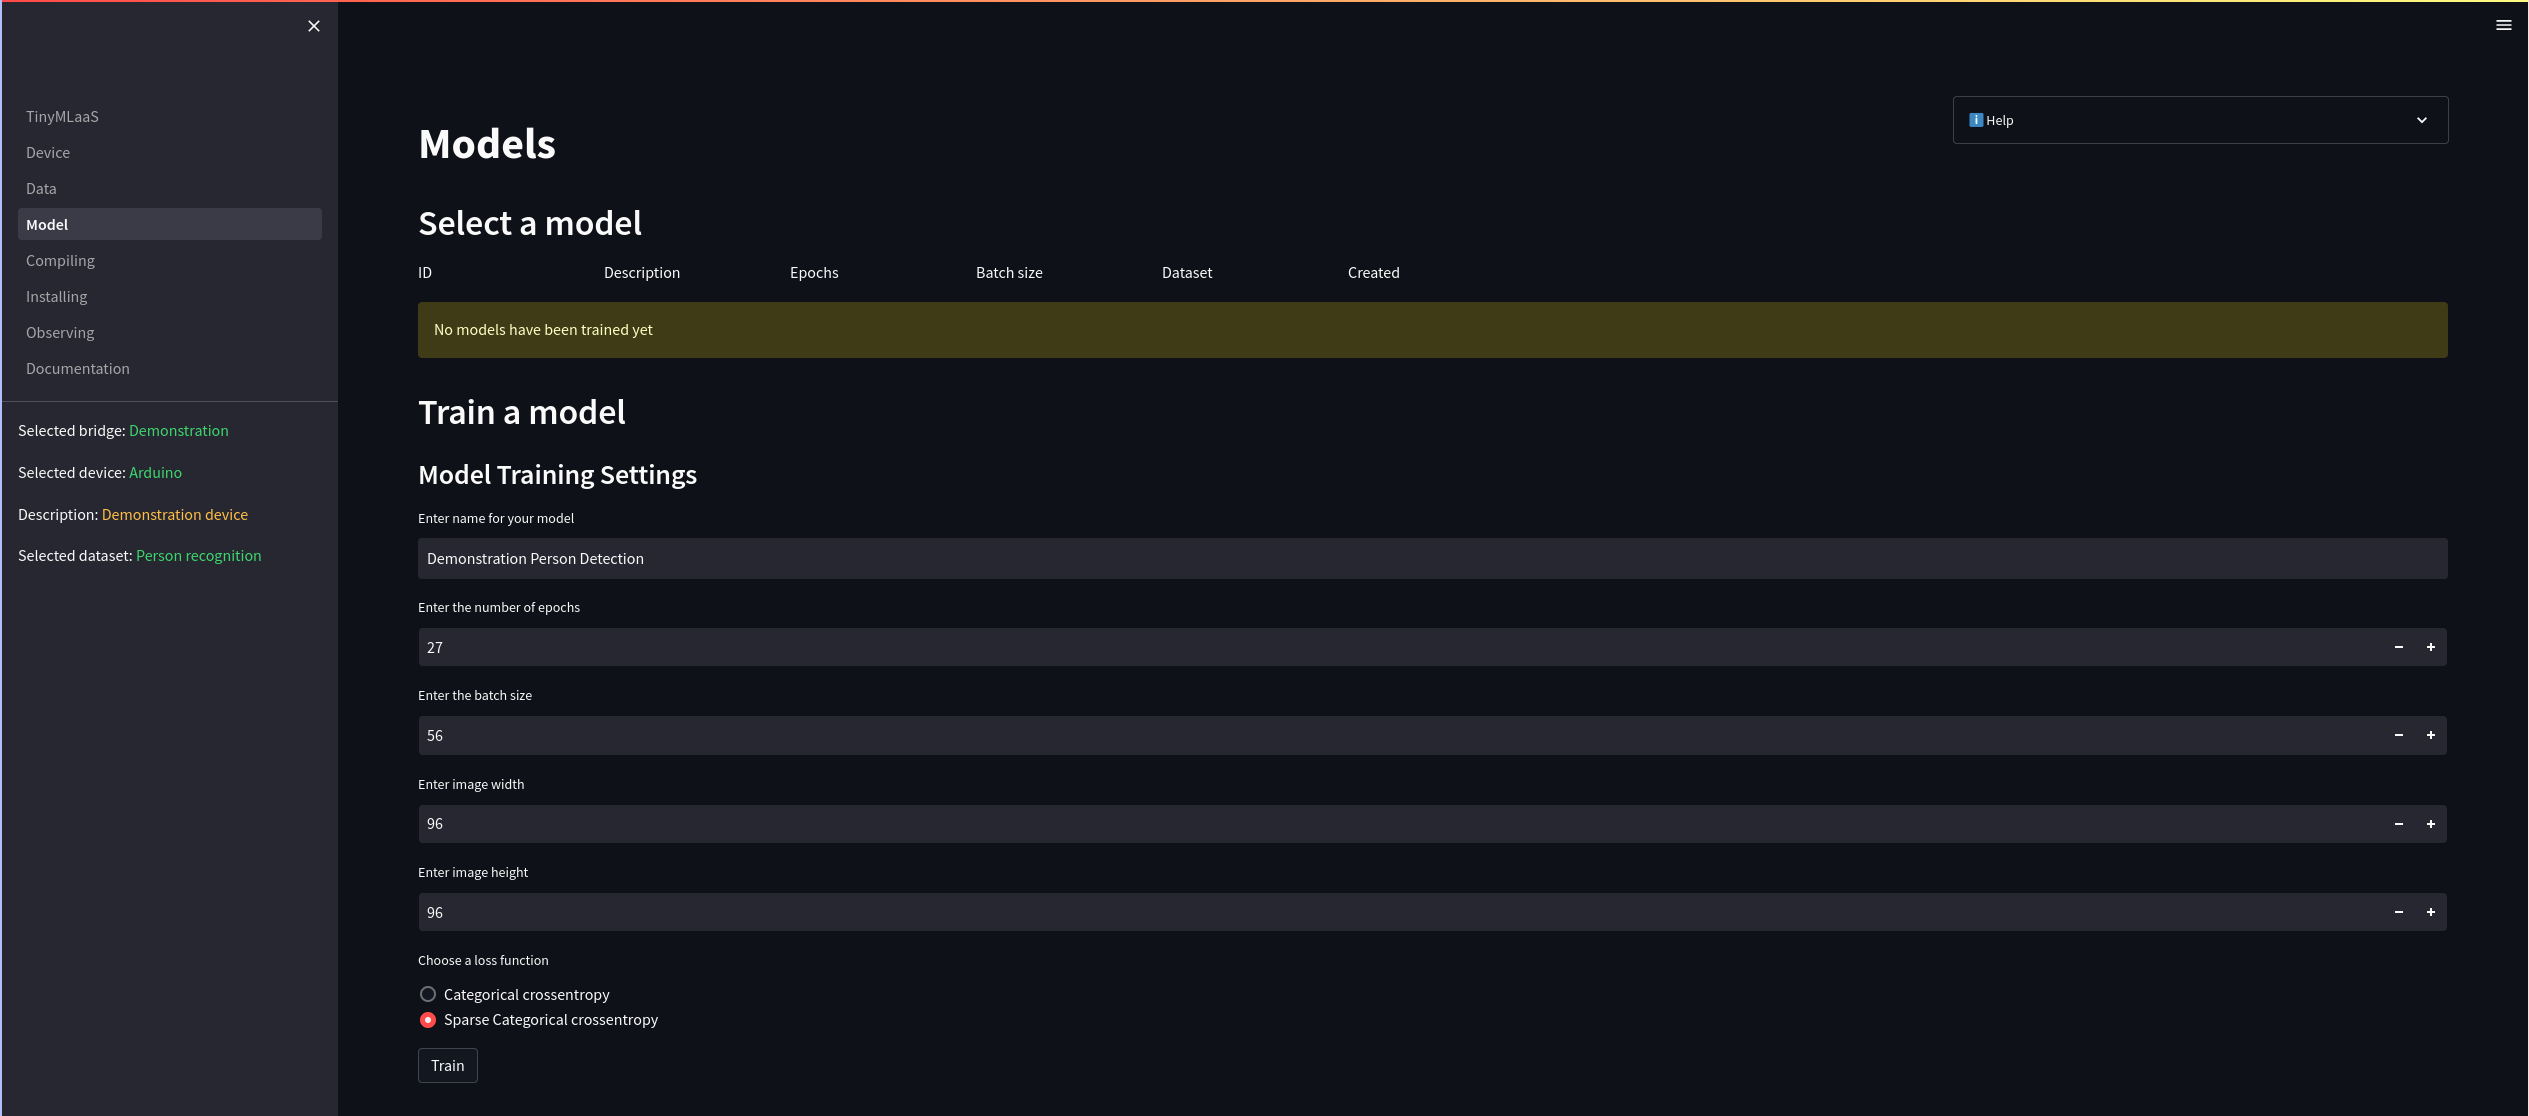 TinyMLaaS
Device
Data
Model
Compiling
Installing
Observing
Documentation
Selected bridge: Demonstration
Selected device: Arduino
Description: Demonstration device
Selected dataset: Person recognition
Help
Models
Select a model
ID Description Epochs Batch size Dataset Created
No models have been trained yet
Train a model
Model Training Settings
Enter name for your model
Demonstration Person Detection
Enter the number of epochs
27
Enter the batch size
56
Enter image width
96
Enter image height
96
Choose a loss function
Categorical crossentropy
Sparse Categorical crossentropy
Train